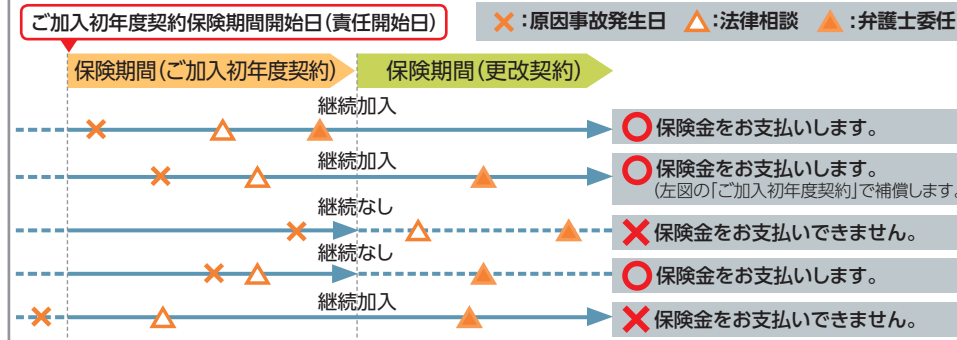 ご加入初年度契約保険期間開始日(責任開始日)
×:原因事故発生日 △:法律相談 ▲:弁護士委任
保険期間(ご加入初年度契約) 保険期間(更改契約)
継続加入
○保険金をお支払いします。
継続加入
○保険金をお支払いします。
(左図の「ご加入初年度契約」で補償します。
継続なし
×保険金をお支払いできません。
継続なし
○保険金をお支払いします。
継続加入
×保険金をお支払いできません。